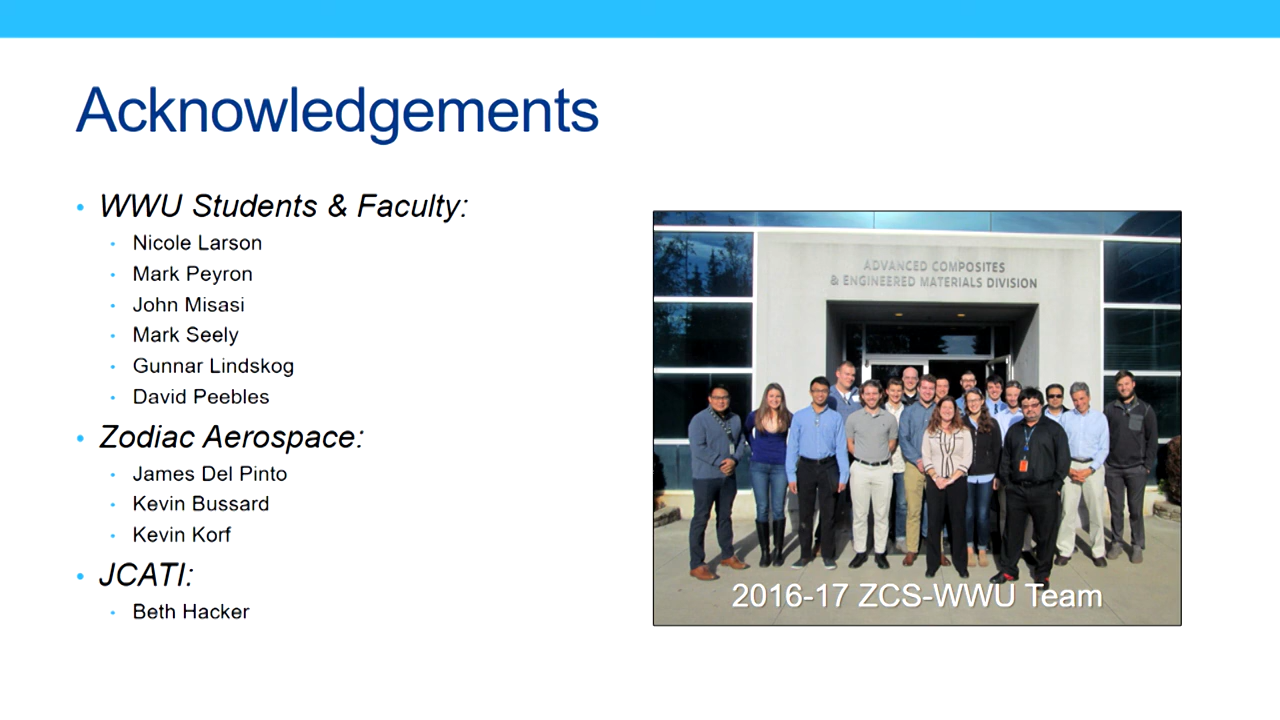 Acknowledgements
• WWU Students & Faculty:
• Nicole Larson
• Mark Peyron
• John Misasi
• Mark Seely
• Gunnar Lindskog
• David Peebles
• Zodiac Aerospace:
• James Del Pinto
• Kevin Bussard
• Kevin Korf
• JCATI:
• Beth Hacker
ADVANCED COMPOSITES
& ENGINEERED MATERIALS DIVISION
2016-17 ZCS-WWU Team